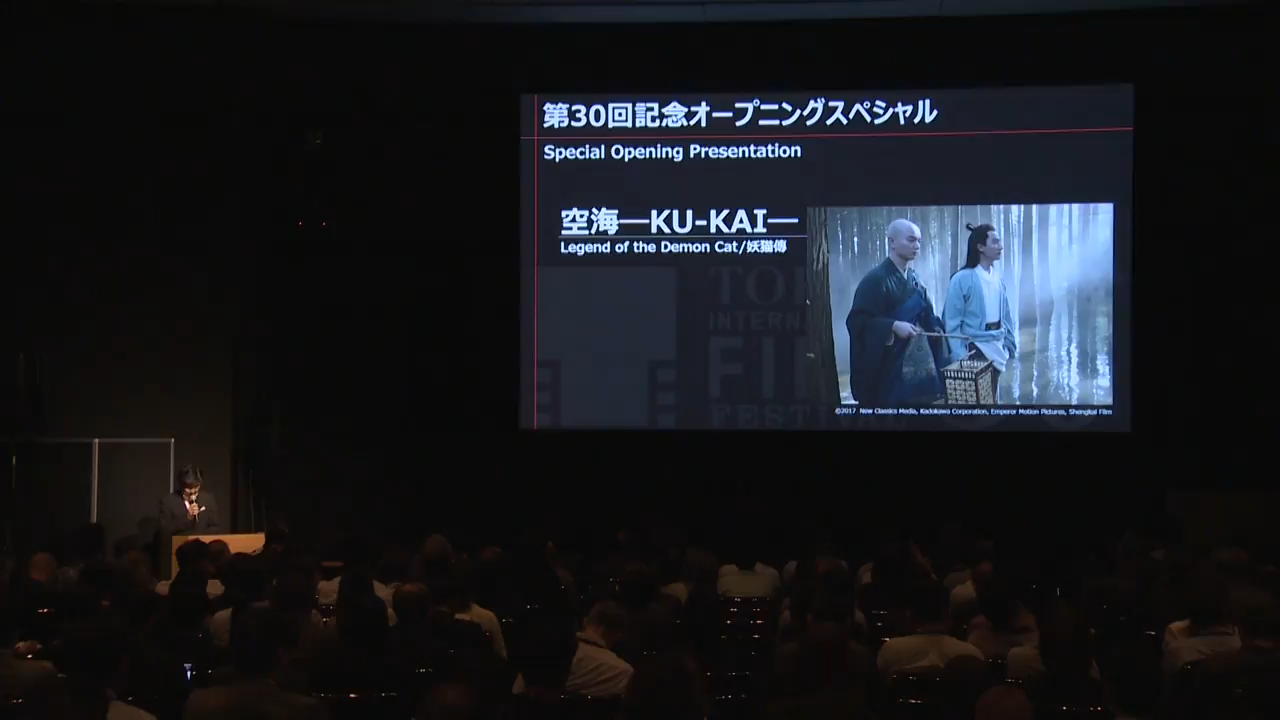 第30回記念オープニングスペシャル
Special Opening Presentation
空海―KU-KAI―
Legend of the Demon Cat/妖猫傳
INTERN
FESTIVAL
©2017 New Classics Media, Kadokawa Corporation, Emperor Motion Pictures, Shengkai Film